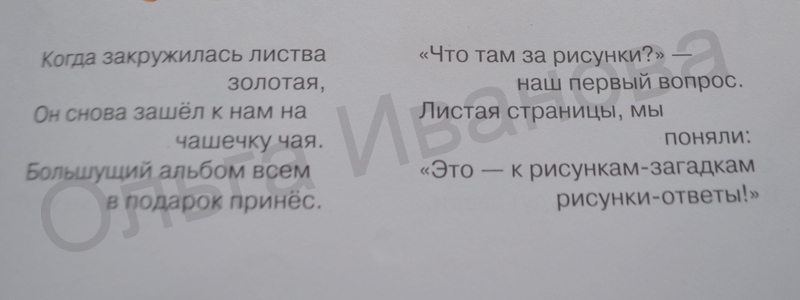 Когда закружилась листва
золотая,
Он снова зашёл к нам на
чашечку чая.
Большущий альбом всем
в подарок принёс.
«Что там за рисунки?» —
наш первый вопрос.
Листая страницы, мы
поняли:
«Это — к рисункам-загадкам
рисунки-ответы!»
Ольга Иванова